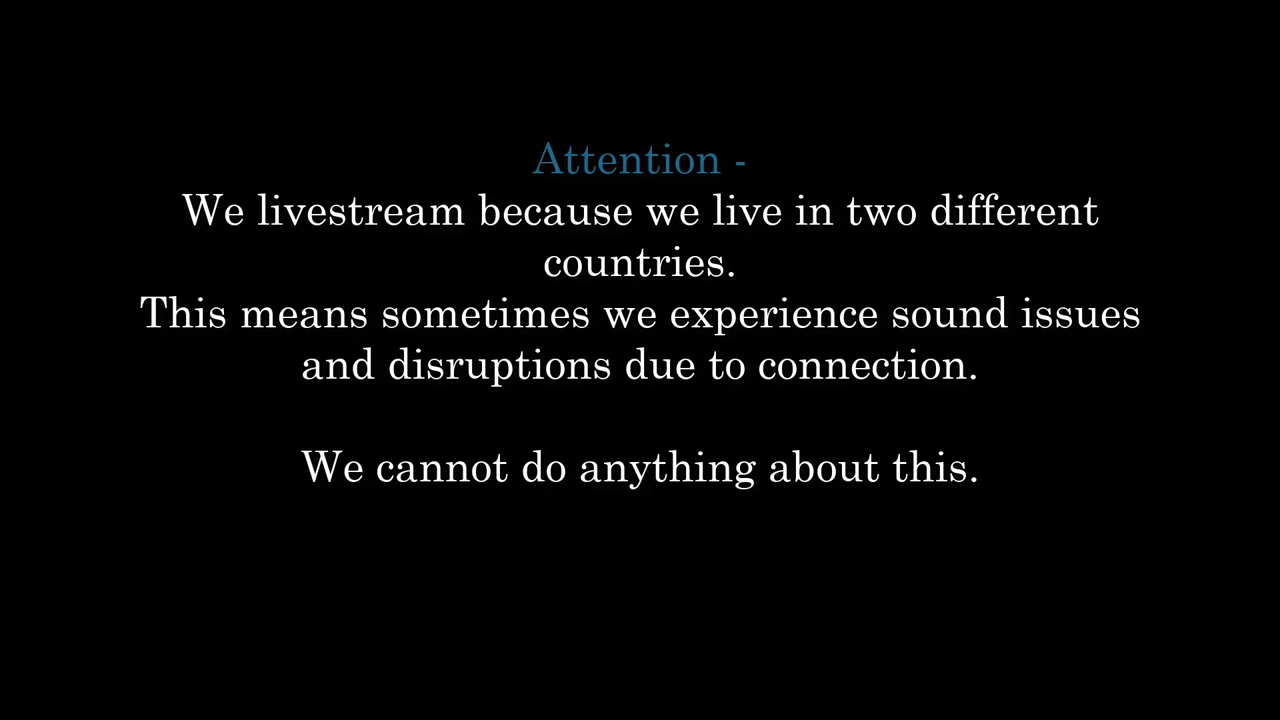 Attention -
We livestream because we live in two different
countries.
This means sometimes we experience sound issues
and disruptions due to connection.
We cannot do anything about this.